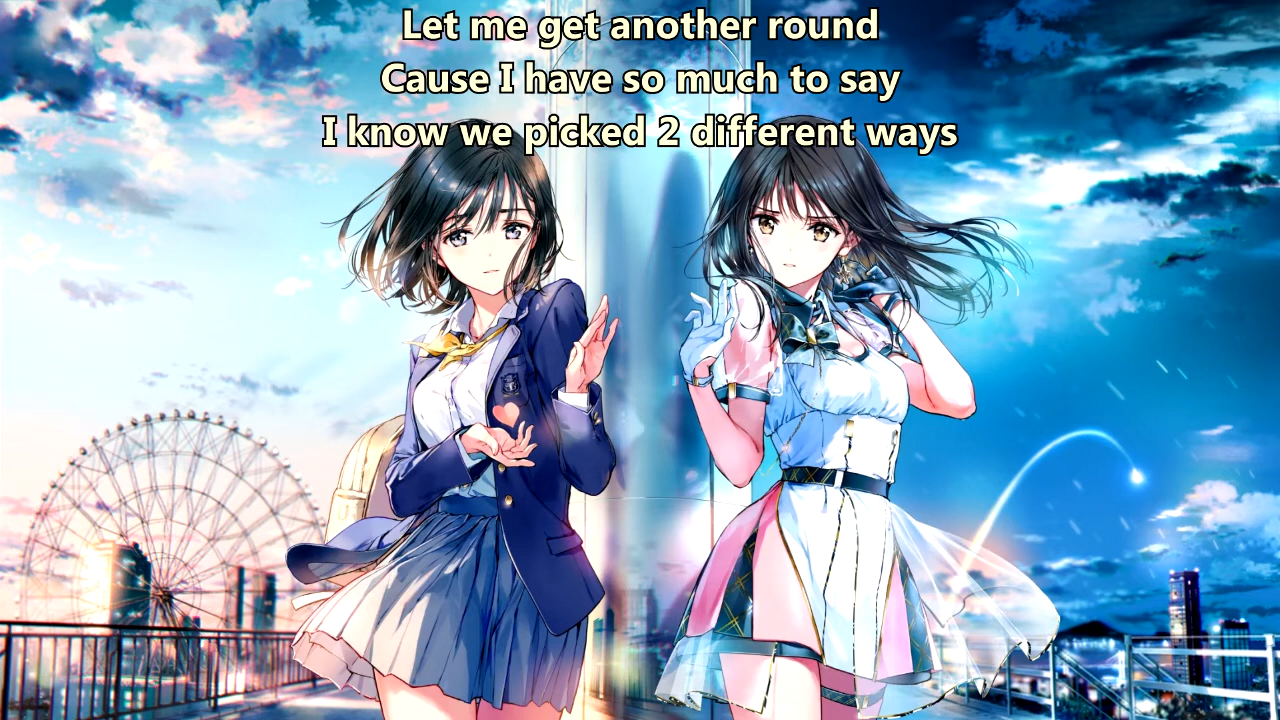 Let me get another round
Cause I have so much to say
I know we picked 2 different ways